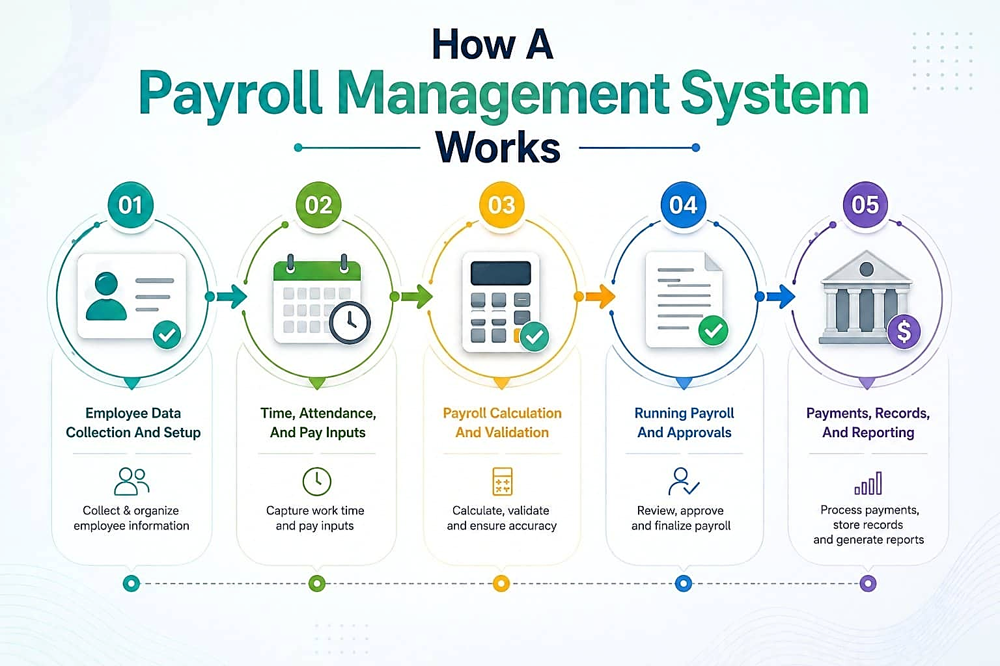 How A
Payroll Management System
Works
01
02
03
04
05
Employee Data
Collection And Setup
Collect & organize
employee information
Time, Attendance,
And Pay Inputs
Capture work time
and pay inputs
Payroll Calculation
And Validation
Calculate, validate
and ensure accuracy
Running Payroll
And Approvals
Review, approve
and finalize payroll
$
Payments, Records,
And Reporting
Process payments,
store records
and generate reports